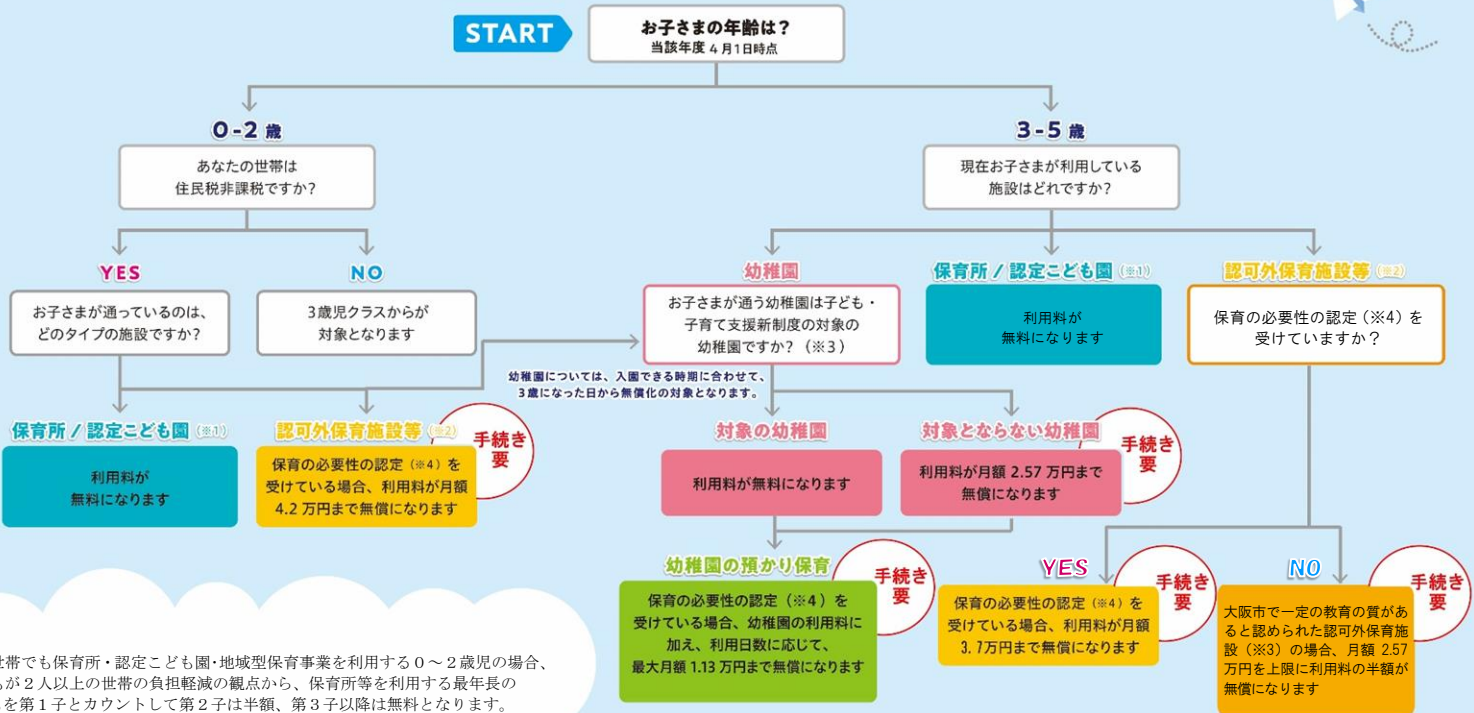 START
お子さまの年齢は？
当該年度 4月1日時点
0-2 歳
あなたの世帯は
住民税非課税ですか？
YES
お子さまが通っているのは、
どのタイプの施設ですか？
NO
3歳児クラスからが
対象となります
保育所 / 認定こども園 (※1)
利用料が
無料になります
認可外保育施設等 (※2)
手続き
要
保育の必要性の認定 (※4) を
受けている場合、利用料が月額
4.2 万円まで無償になります
3-5 歳
現在お子さまが利用している
施設はどれですか？
幼稚園
お子さまが通う幼稚園は子ども・
子育て支援新制度の対象の
幼稚園ですか？（※3）
幼稚園については、入園できる時期に合わせて、
3歳になった日から無償化の対象となります。
保育所 / 認定こども園 (※1)
利用料が
無料になります
認可外保育施設等 (※2)
保育の必要性の認定（※4）を
受けていますか？
対象の幼稚園
利用料が無料になります
対象とならない幼稚園
手続き
要
利用料が月額 2.57 万円まで
無償になります
幼稚園の預かり保育
手続き
要
保育の必要性の認定（※4）を
受けている場合、幼稚園の利用料に
加え、利用日数に応じて、
最大月額 1.13 万円まで無償になります
YES
手続き
要
保育の必要性の認定 (※4) を
受けている場合、利用料が月額
3.7万円まで無償になります
NO
手続き
要
大阪市で一定の教育の質があ
ると認められた認可外保育施
設（※3）の場合、月額 2.57
万円を上限に利用料の半額が
無償になります
世帯でも保育所・認定こども園・地域型保育事業を利用する０～２歳児の場合、
が２人以上の世帯の負担軽減の観点から、保育所等を利用する最年長の
を第１子とカウントして第２子は半額、第３子以降は無料となります。